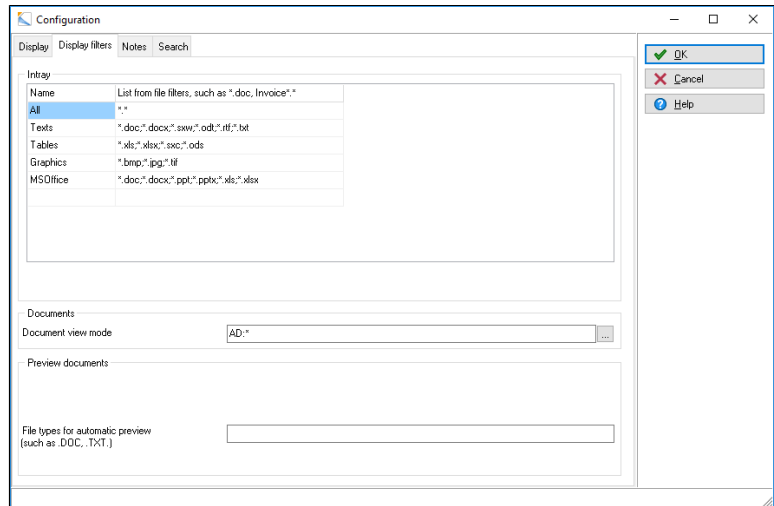 Configuration
Display Display filters Notes Search
Intray
Name List from file filters, such as *.doc, Invoice*.*
All *.*
Texts *.doc;*.docx;*.sxw;*.odt;*.rtf;*.txt
Tables *.xls;*.xlsx;*.sxc;*.ods
Graphics *.bmp;*.jpg;*.tif
MSOffice *.doc;*.docx;*.ppt;*.pptx;*.xls;*.xlsx
Documents
Document view mode AD:* ...
Preview documents
File types for automatic preview
(such as .DOC, .TXT.)
OK
Cancel
Help